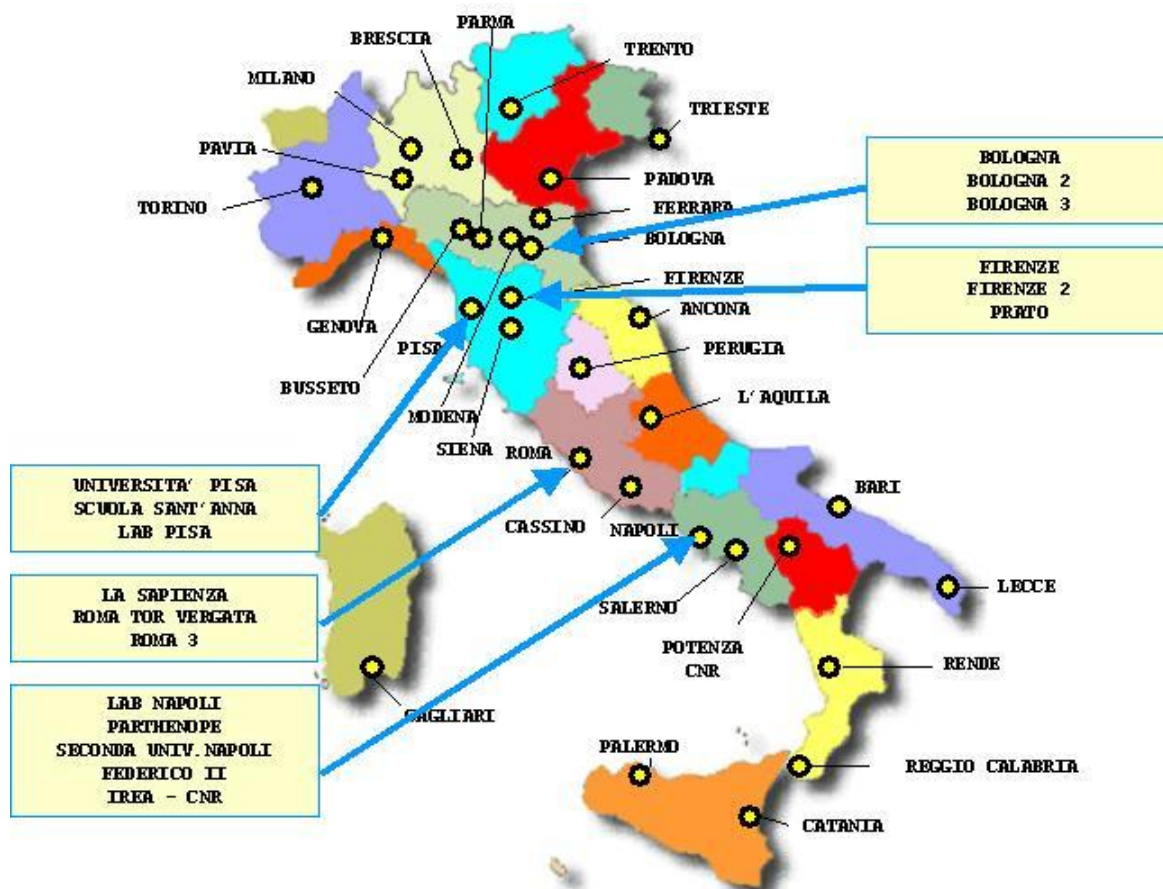 PARMA
BRESCIA
TRENTO
MILANO
TRIESTE
PAVIA
PADOVA
TORINO
FERRARA
BOLOGNA
BOLOGNA
BOLOGNA 2
BOLOGNA 3
FIRENZE
FIRENZE
FIRENZE 2
PRATO
ANCONA
GENOVA
PISA
PERUGIA
BUSSETO
L'AQUILA
MODENA
SIENA
ROMA
UNIVERSITA' PISA
SCUOLA SANT'ANNA
LAB PISA
BARI
CASSINO
NAPOLI
LA SAPIENZA
ROMA TOR VERGATA
ROMA 3
LECCE
SALERNO
POTENZA
CNR
RENDE
LAB NAPOLI
PARTHENOPE
SECONDA UNIV.NAPOLI
FEDERICO II
IREA - CNR
CAGLIARI
PALERMO
REGGIO CALABRIA
CATANIA